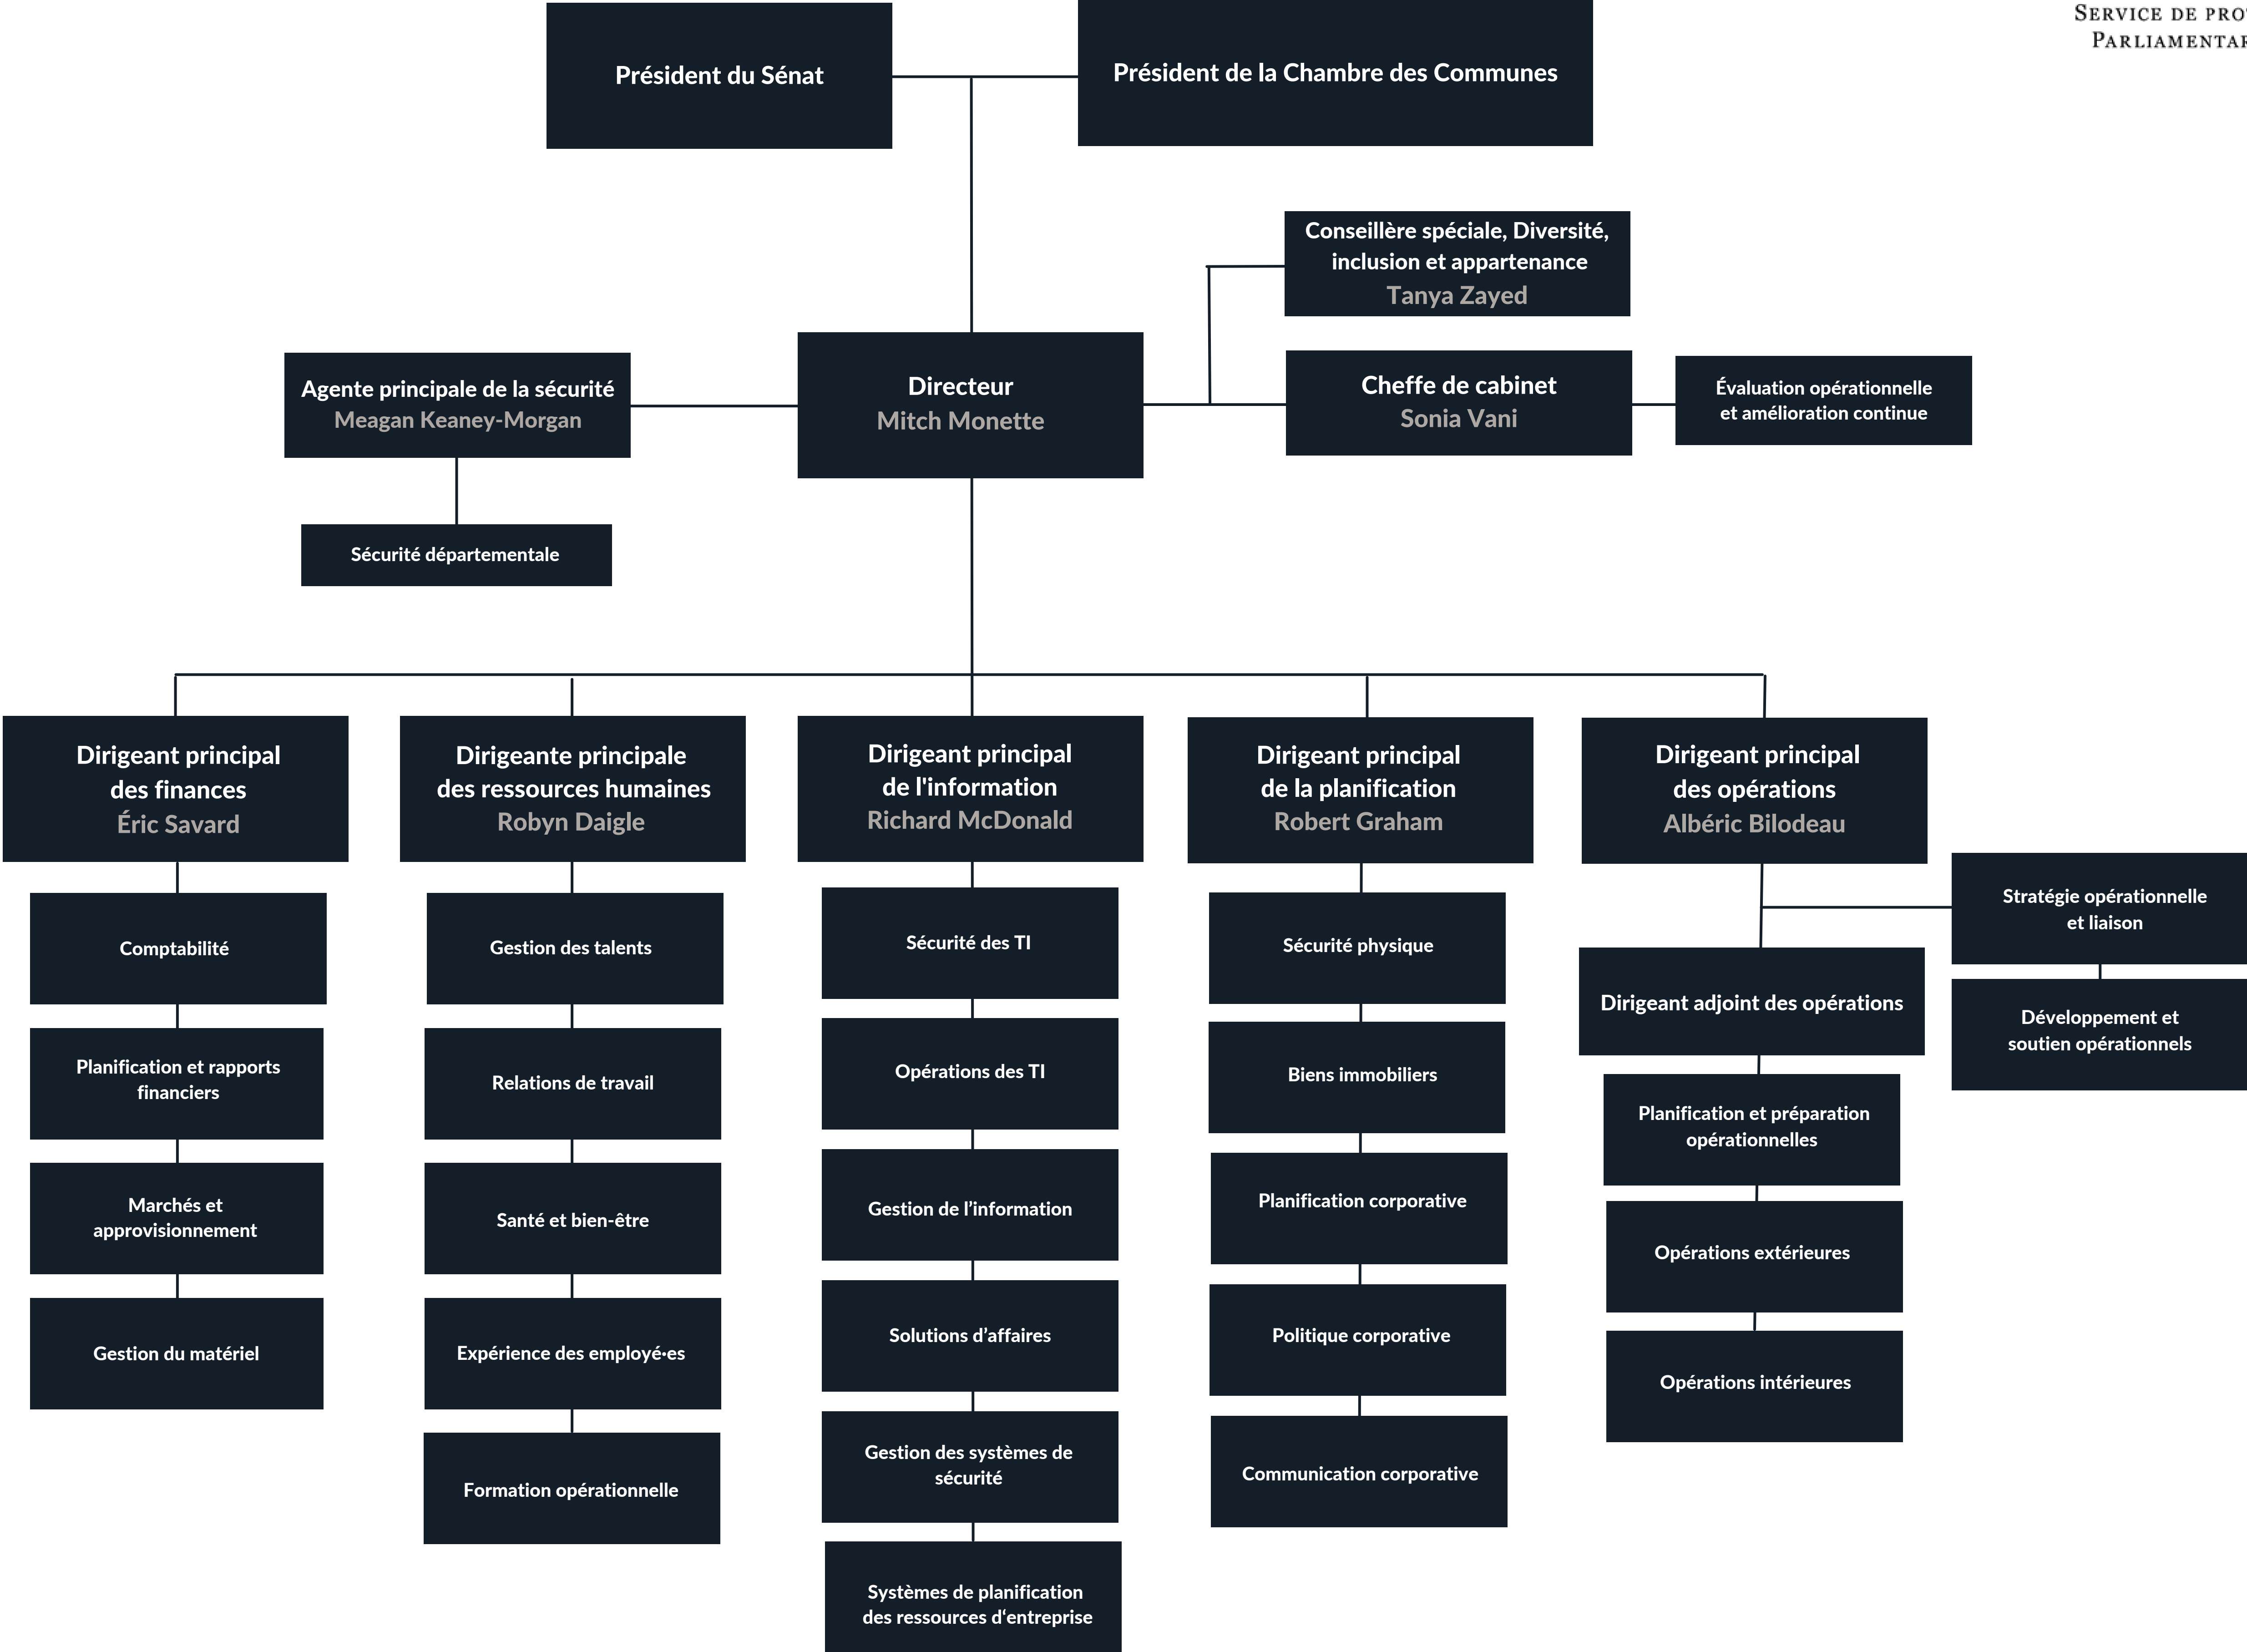 SERVICE DE
PARLIAMENTAR
Président du Sénat
Président de la Chambre des Communes
Conseillère spéciale, Diversité,
inclusion et appartenance
Tanya Zayed
Agente principale de la sécurité
Meagan Keaney-Morgan
Directeur
Mitch Monette
Cheffe de cabinet
Sonia Vani
Évaluation opérationnelle
et amélioration continue
Sécurité départementale
Dirigeant principal
des finances
Éric Savard
Dirigeante principale
des ressources humaines
Robyn Daigle
Dirigeant principal
de l'information
Richard McDonald
Dirigeant principal
de la planification
Robert Graham
Dirigeant principal
des opérations
Albéric Bilodeau
Comptabilité
Planification et rapports
financiers
Marchés et
approvisionnement
Gestion du matériel
Gestion des talents
Relations de travail
Santé et bien-être
Expérience des employé·es
Formation opérationnelle
Sécurité des TI
Opérations des TI
Gestion de l’information
Solutions d’affaires
Gestion des systèmes de
sécurité
Systèmes de planification
des ressources d‘entreprise
Sécurité physique
Biens immobiliers
Planification corporative
Politique corporative
Communication corporative
Dirigeant adjoint des opérations
Planification et préparation
opérationnelles
Opérations extérieures
Opérations intérieures
Stratégie opérationnelle
et liaison
Développement et
soutien opérationnels